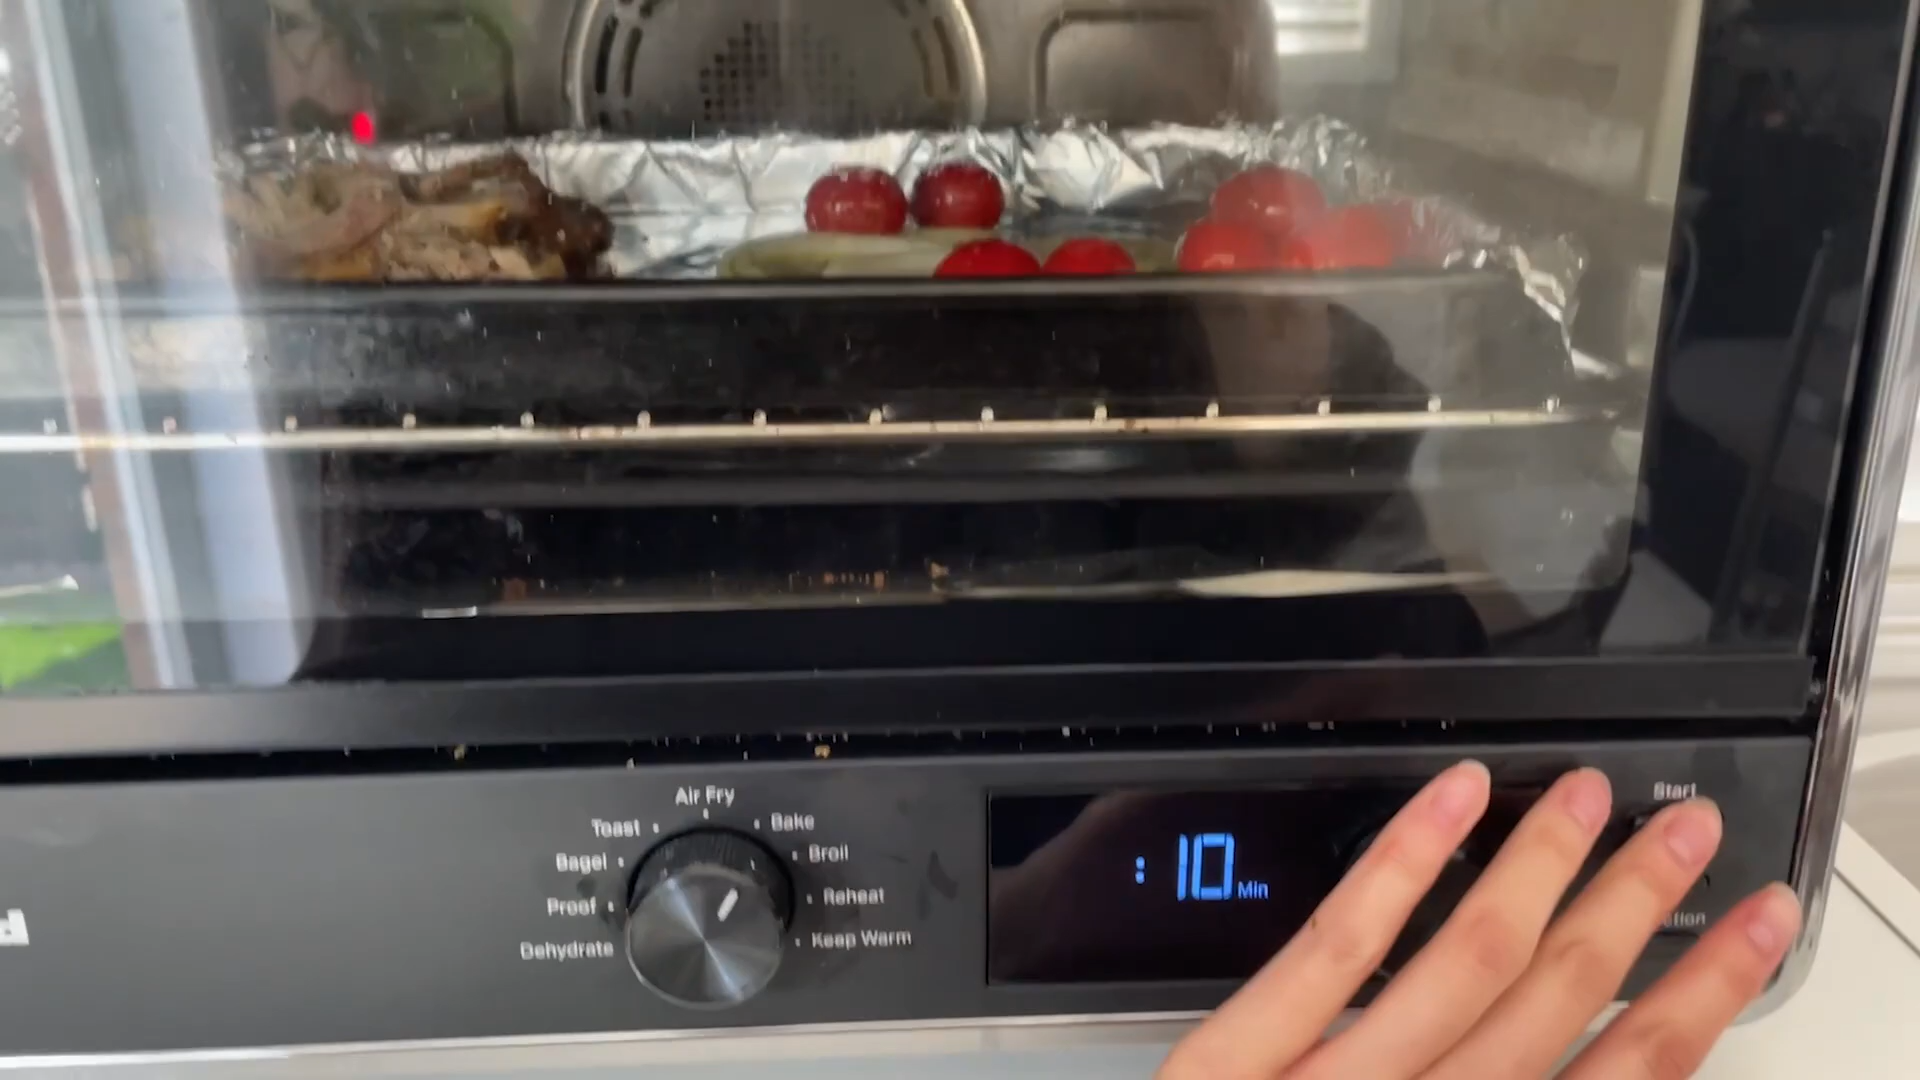 Air Fry
Toast
Bake
Bagel
Broil
Proof
Reheat
Dehydrate
Keep Warm
:10 Min
Start